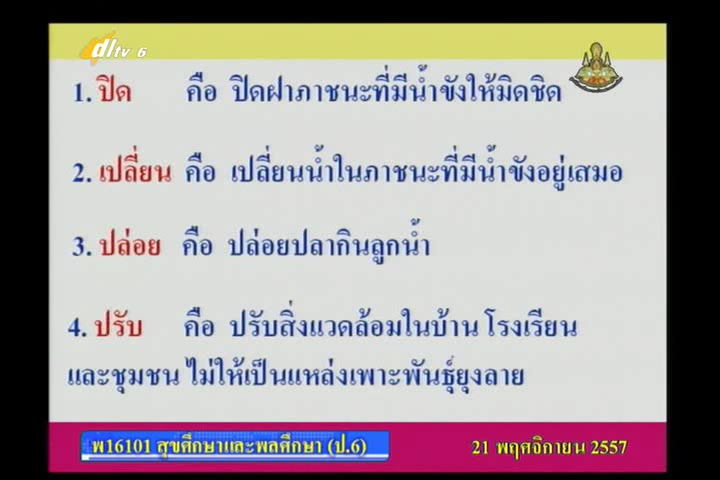 dltv 6
1. ปิด คือ ปิดฝาภาชนะที่มีน้ำขังให้มิดชิด
2. เปลี่ยน คือ เปลี่ยนน้ำในภาชนะที่มีน้ำขังอยู่เสมอ
3. ปล่อย คือ ปล่อยปลากินลูกน้ำ
4. ปรับ คือ ปรับสิ่งแวดล้อมในบ้าน โรงเรียน
และชุมชน ไม่ให้เป็นแหล่งเพาะพันธุ์ยุงลาย
พ16101 สุขศึกษาและพลศึกษา (ป.6)
21 พฤศจิกายน 2557